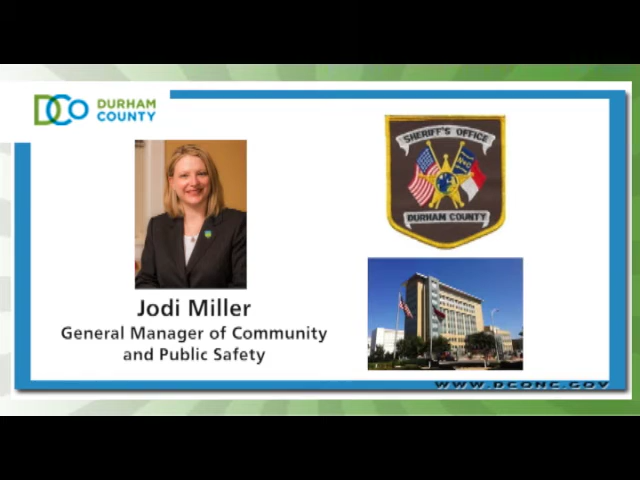 DCO DURHAM
COUNTY
SHERIFF'S OFFICE
DURHAM COUNTY
Jodi Miller
General Manager of Community
and Public Safety
WWW.DCONC.GOV